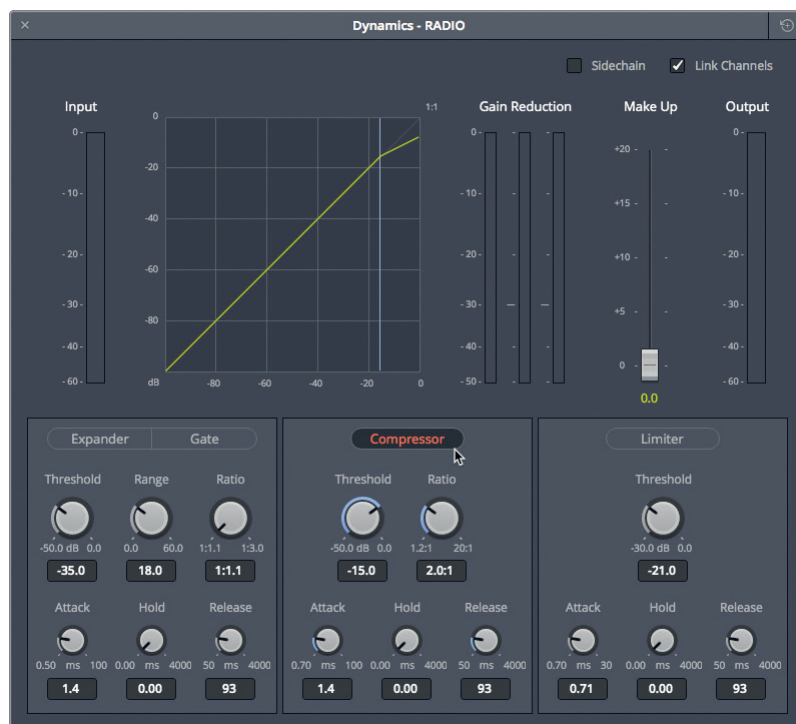 Dynamics - RADIO
Sidechain Link Channels
Input Gain Reduction Make Up Output
0 1:1
0- 0- - - 0-
-20 +20 -
- 10 - - 10 - - - - 10 -
+15 -
-40
- 20 - - 20 - - - +10 - - 20 -
-60
- 30 - - 30 - +5 - - 30 -
-80
- 40 - - 40 - - - 0 - - 40 -
- 60 - dB -80 -60 -40 -20 0 - 50 - - - - 60 -
0.0
Expander Gate Compressor Limiter
Threshold Range Ratio Threshold Ratio Threshold
-50.0 dB 0.0 0.0 60.0 1:1.1 1:3.0 -50.0 dB 0.0 1.2:1 20:1 -30.0 dB 0.0
-35.0 18.0 1:1.1 -15.0 2.0:1 -21.0
Attack Hold Release Attack Hold Release Attack Hold Release
0.50 ms 100 0.00 ms 4000 50 ms 4000 0.70 ms 100 0.00 ms 4000 50 ms 4000 0.70 ms 30 0.00 ms 4000 50 ms 4000
1.4 0.00 93 1.4 0.00 93 0.71 0.00 93